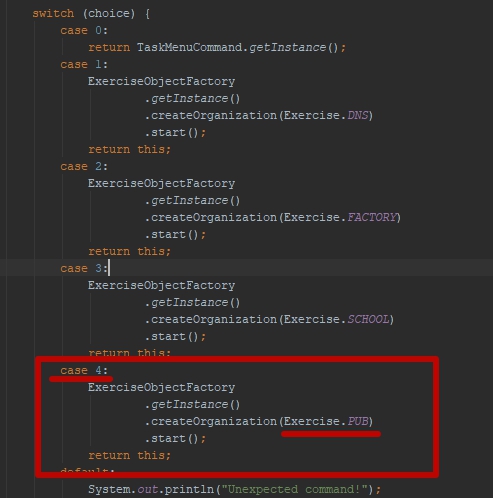 switch (choice) {
case 0:
return TaskMenuCommand.getInstance();
case 1:
ExerciseObjectFactory
.getInstance()
.createOrganization(Exercise.DNS)
.start();
return this;
case 2:
ExerciseObjectFactory
.getInstance()
.createOrganization(Exercise.FACTORY)
.start();
return this;
case 3:
ExerciseObjectFactory
.getInstance()
.createOrganization(Exercise.SCHOOL)
.start();
return this;
case 4:
ExerciseObjectFactory
.getInstance()
.createOrganization(Exercise.PUB)
.start();
return this;
default:
System.out.println("Unexpected command!");